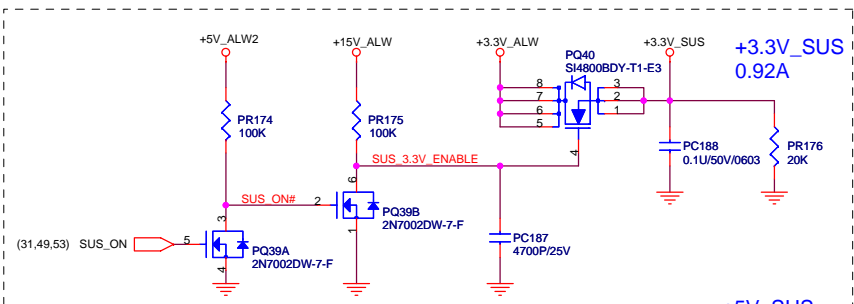 +5V_ALW2
+15V_ALW
+3.3V_ALW
+3.3V_SUS
+3.3V_SUS
0.92A
PQ40
SI4800BDY-T1-E3
8
7
6
5
3
2
1
4
PR174
100K
PR175
100K
PC188
0.1U/50V/0603
PR176
20K
SUS_3.3V_ENABLE
SUS_ON#
2
6
1
PQ39B
2N7002DW-7-F
(31,49,53) SUS_ON
5
3
4
PQ39A
2N7002DW-7-F
PC187
4700P/25V